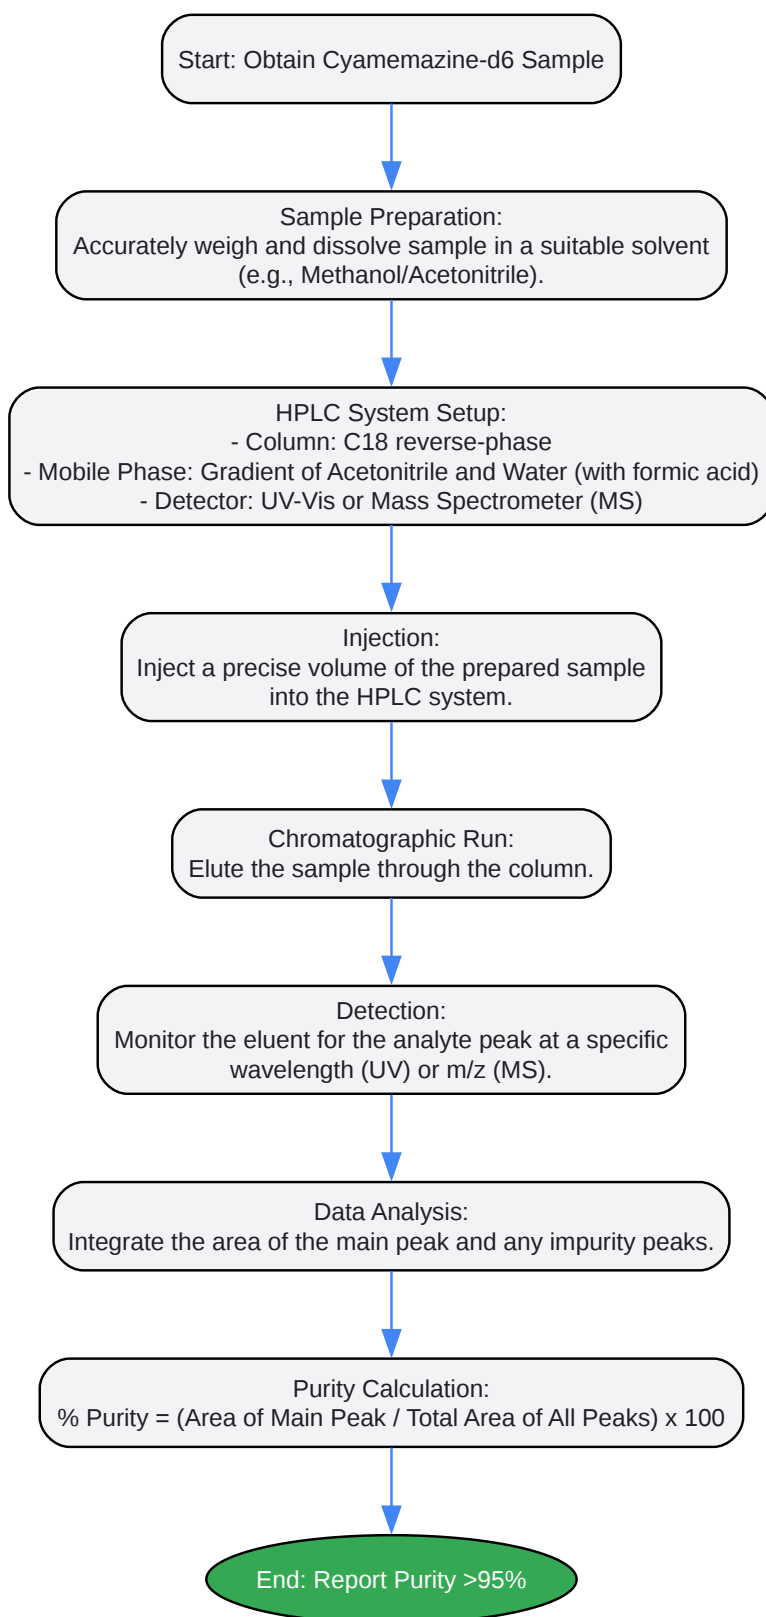 Start: Obtain Cyamemazine-d6 Sample
Sample Preparation:
Accurately weigh and dissolve sample in a suitable solvent
(e.g., Methanol/Acetonitrile).
HPLC System Setup:
- Column: C18 reverse-phase
- Mobile Phase: Gradient of Acetonitrile and Water (with formic acid)
- Detector: UV-Vis or Mass Spectrometer (MS)
Injection:
Inject a precise volume of the prepared sample
into the HPLC system.
Chromatographic Run:
Elute the sample through the column.
Detection:
Monitor the eluent for the analyte peak at a specific
wavelength (UV) or m/z (MS).
Data Analysis:
Integrate the area of the main peak and any impurity peaks.
Purity Calculation:
% Purity = (Area of Main Peak / Total Area of All Peaks) x 100
End: Report Purity >95%